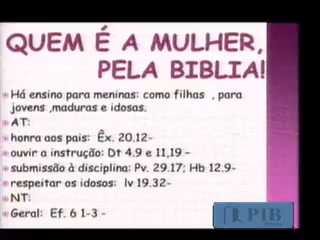 QUEM É A MULHER,
PELA BIBLIA!
Há ensino para meninas: como filhas , para
jovens ,maduras e idosas.
AT:
honra aos pais: Êx. 20,12-
ouvir a instrução: Dt 4,9 e 11,19 -
submissão à disciplina: Pv. 29.17; Hb 12.9-
respeitar os idosos: lv 19.32-
NT:
Geral: Ef. 6 1-3 -
PIB